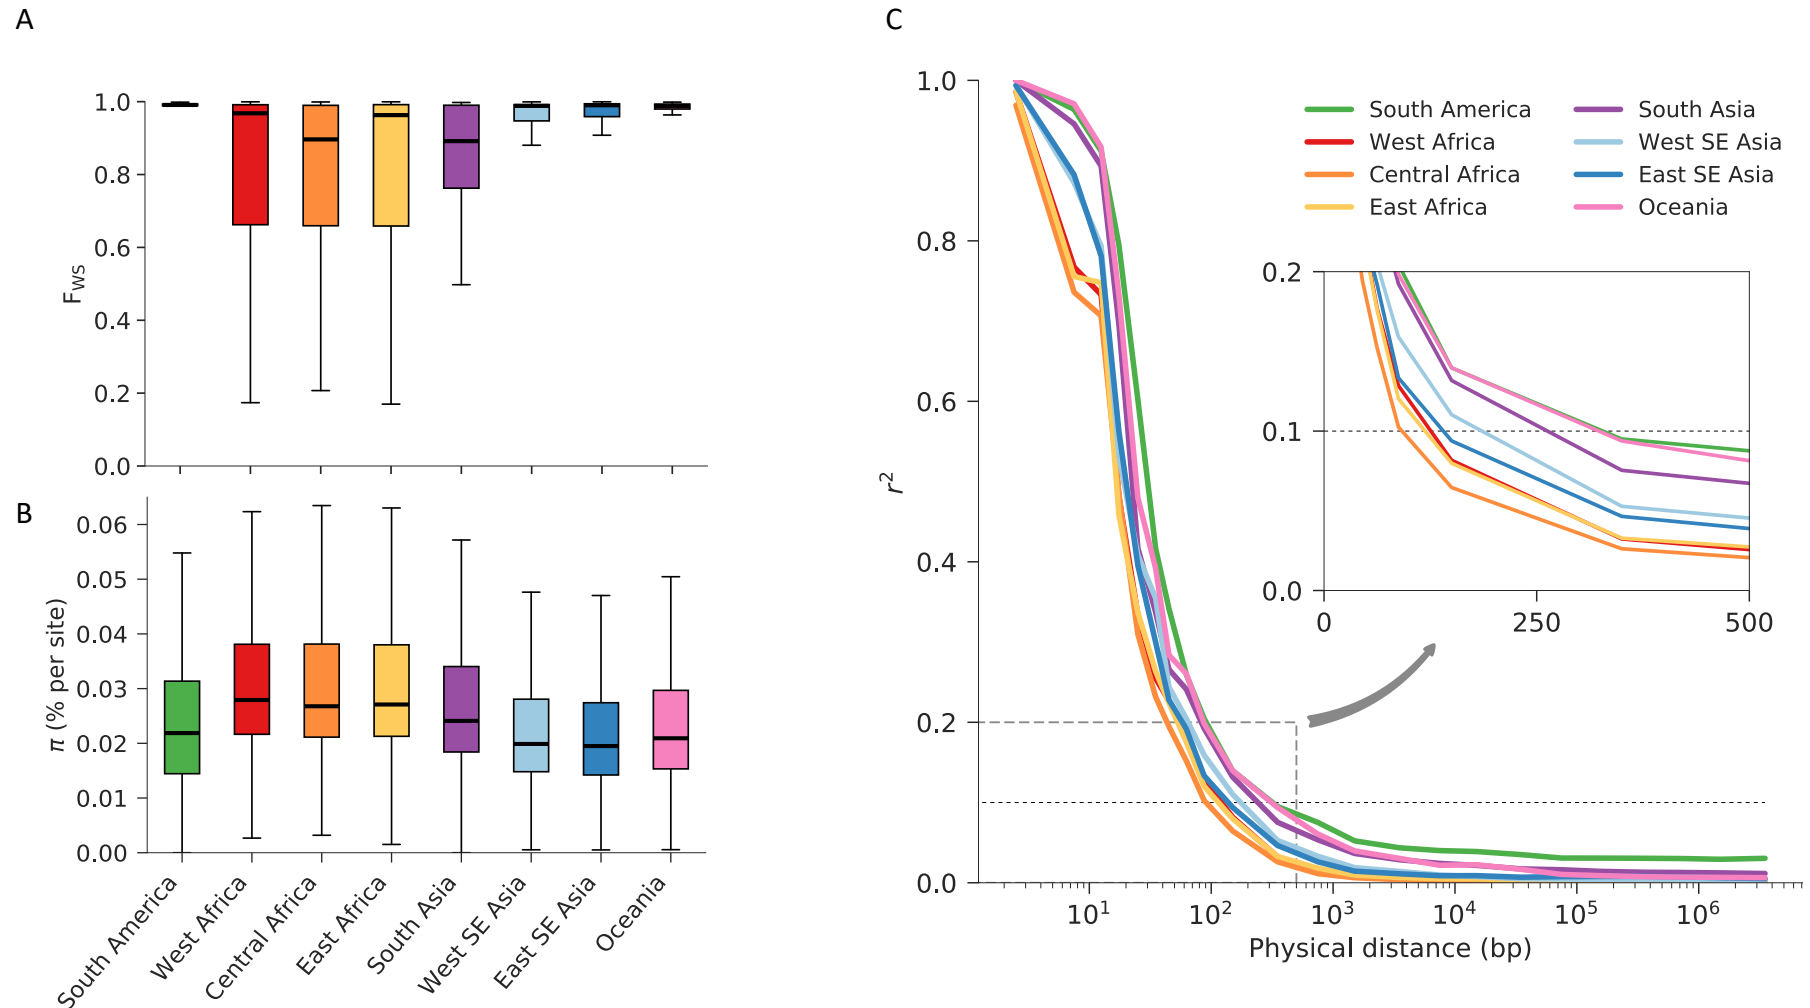 A
1.0
0.8
0.6
0.4
0.2
0.0
F_WS
B
0.06
0.05
0.04
0.03
0.02
0.01
0.00
π (% per site)
South America
West Africa
Central Africa
East Africa
South Asia
West SE Asia
East SE Asia
Oceania
C
1.0
0.8
0.6
0.4
0.2
0.0
r²
10¹
10²
10³
10⁴
10⁵
10⁶
Physical distance (bp)
South America
West Africa
Central Africa
East Africa
South Asia
West SE Asia
East SE Asia
Oceania
0.2
0.1
0.0
0
250
500